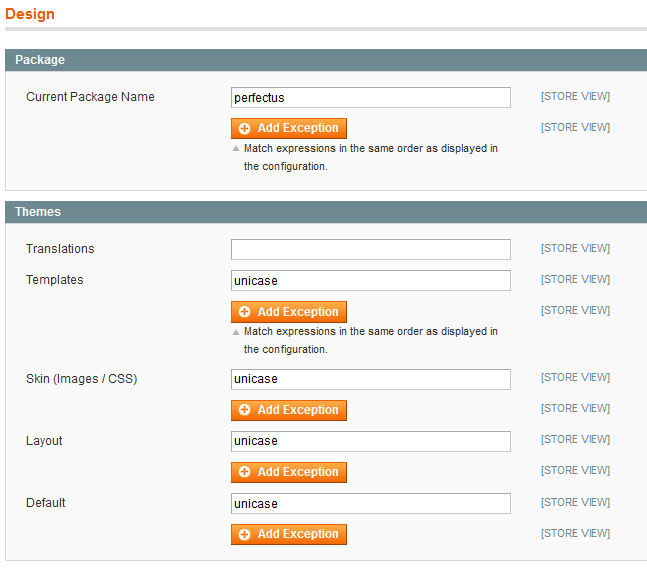 Design
Package
Current Package Name perfectus [STORE VIEW]
Add Exception [STORE VIEW]
Match expressions in the same order as displayed in
the configuration.
Themes
Translations [STORE VIEW]
Templates unicase [STORE VIEW]
Add Exception [STORE VIEW]
Match expressions in the same order as displayed in
the configuration.
Skin (Images / CSS) unicase [STORE VIEW]
Add Exception [STORE VIEW]
Layout unicase [STORE VIEW]
Add Exception [STORE VIEW]
Default unicase [STORE VIEW]
Add Exception [STORE VIEW]